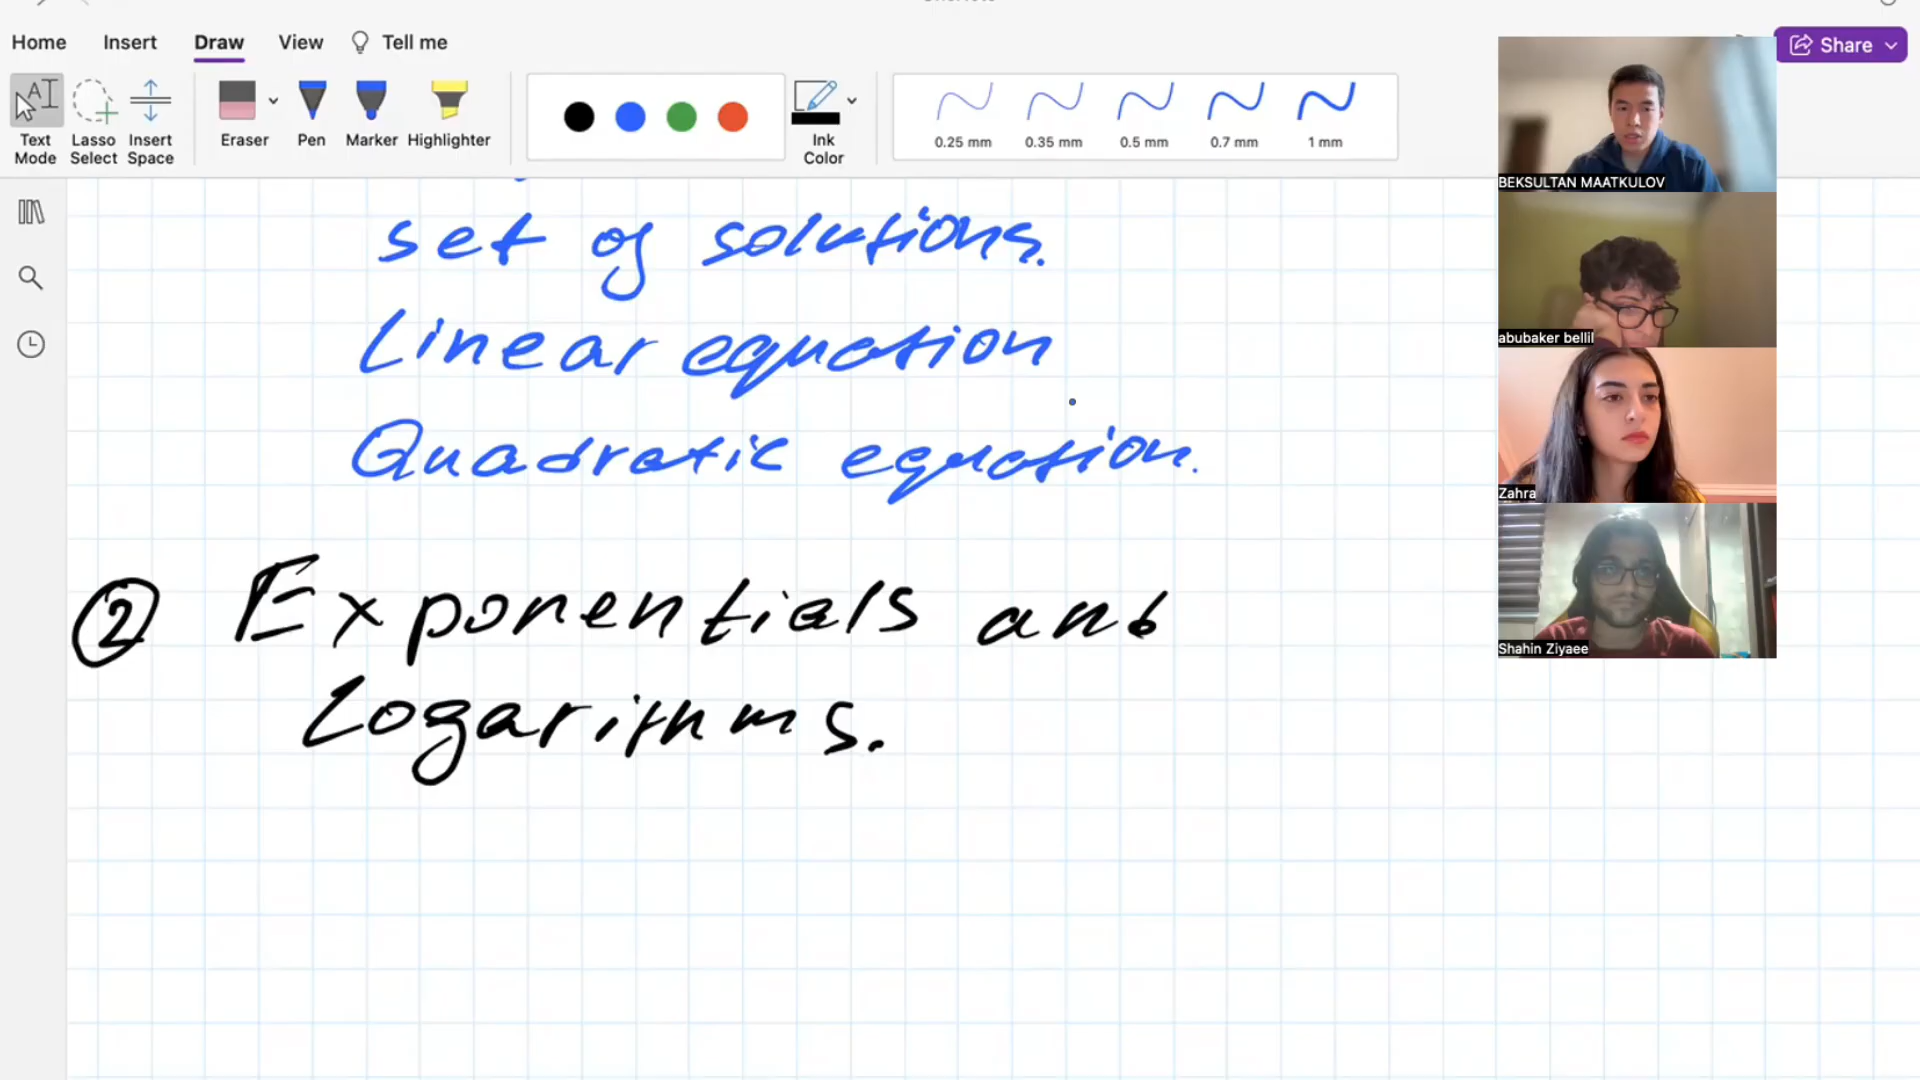 Home Insert Draw View Tell me
Share
Text Mode
Lasso Select
Insert Space
Eraser
Pen
Marker
Highlighter
Ink Color
0.25 mm
0.35 mm
0.5 mm
0.7 mm
1 mm
BEKSULTAN MAATKULOV
abubaker bellil
Zahra
Shahin Ziyaee
set of solutions.
Linear equation
Quadratic equation.
② Exponentials and
Logarithms.